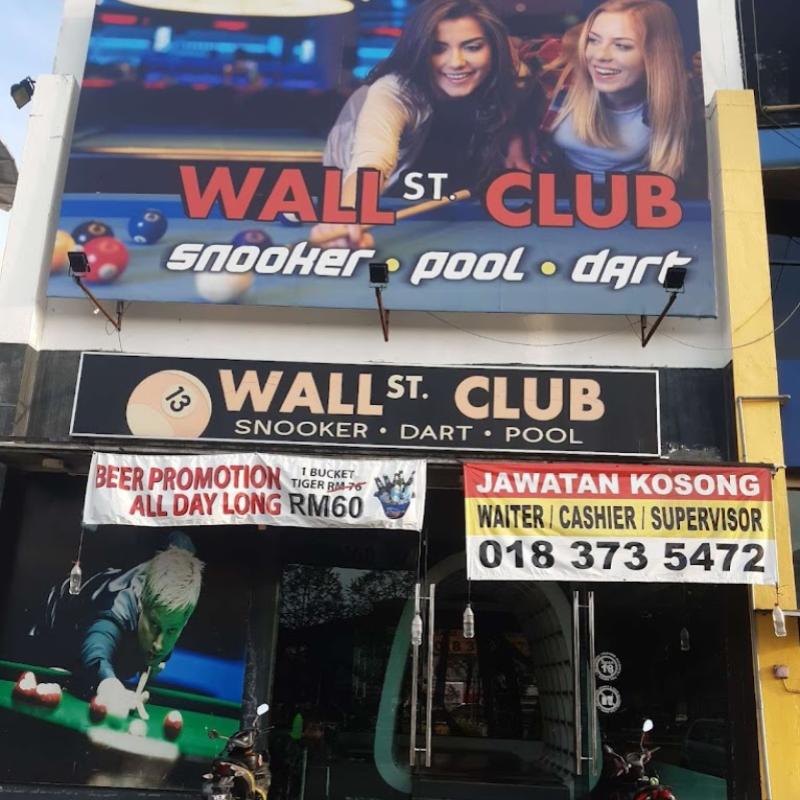 WALL ST. CLUB
snooker • pool • dart
13
WALL ST. CLUB
SNOOKER • DART • POOL
BEER PROMOTION
ALL DAY LONG
1 BUCKET
TIGER RM 76
RM60
JAWATAN KOSONG
WAITER / CASHIER / SUPERVISOR
018 373 5472
18